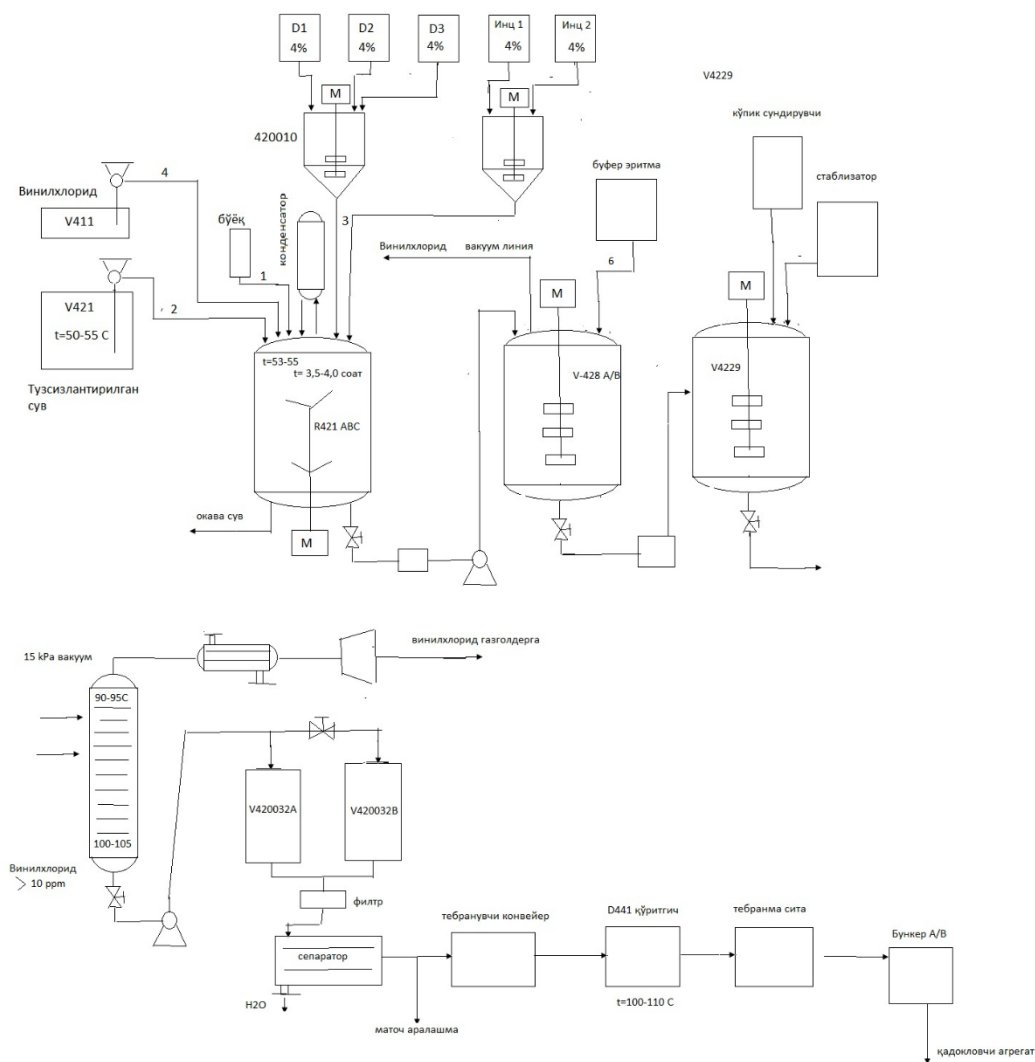 D1
4%
D2
4%
D3
4%
Инц 1
4%
Инц 2
4%
V4229
М
М
420010
кўпик сундирувчи
буфер эритма
стаблизатор
4
Винилхлорид
V411
бўёқ
конденсатор
3
1
Винилхлорид вакуум линия
6
V421
t=50-55 C
2
М
М
Тузсизлантирилган
сув
t=53-55
t= 3,5-4,0 соат
R421 ABC
V-428 A/B
V4229
окава сув
М
15 kPa вакуум
винилхлорид газголдерга
90-95C
100-105
V420032A
V420032B
Винилхлорид
> 10 ppm
филтр
сепаратор
тебранувчи конвейер
D441 қўритгич
тебранма сита
Бункер А/В
H2O
t=100-110 C
маточ аралашма
қадокловчи агрегат